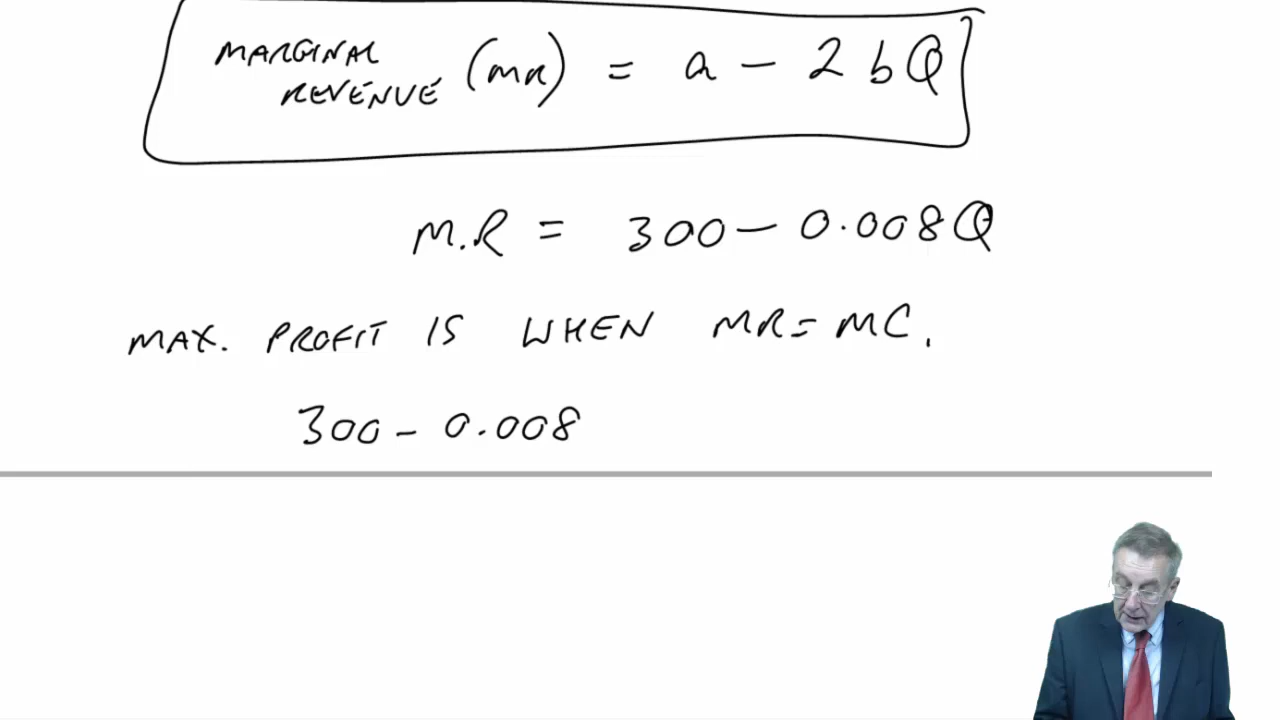 MARGINAL REVENUE (MR) = a - 2bQ
M.R = 300 - 0.008Q
MAX. PROFIT IS WHEN MR = MC.
300 - 0.008